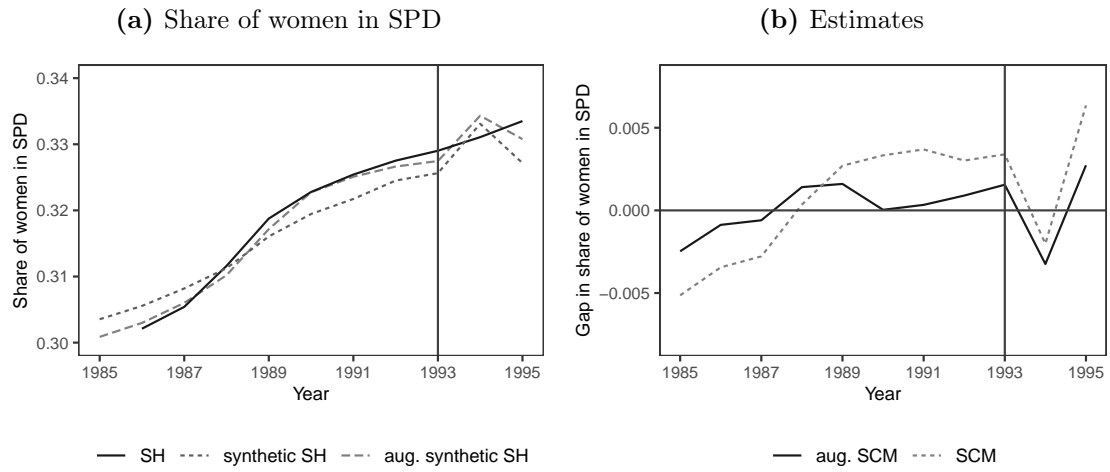 (a) Share of women in SPD
Share of women in SPD
0.34
0.33
0.32
0.31
0.30
1985 1987 1989 1991 1993 1995
Year
SH synthetic SH aug. synthetic SH
(b) Estimates
Gap in share of women in SPD
0.005
0.000
−0.005
1985 1987 1989 1991 1993 1995
Year
aug. SCM SCM